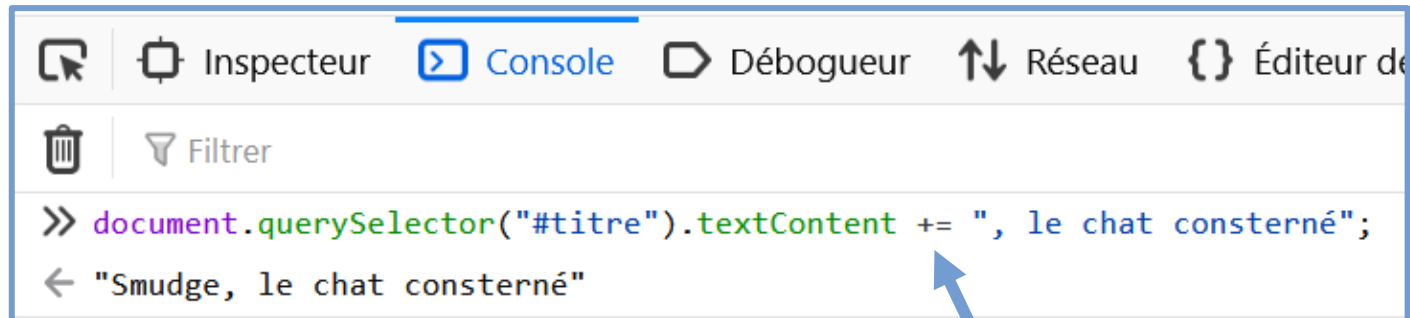 Inspecteur Console Débogueur Réseau {} Éditeur de
Filtrer
>> document.querySelector("#titre").textContent += ", le chat consterné";
← "Smudge, le chat consterné"